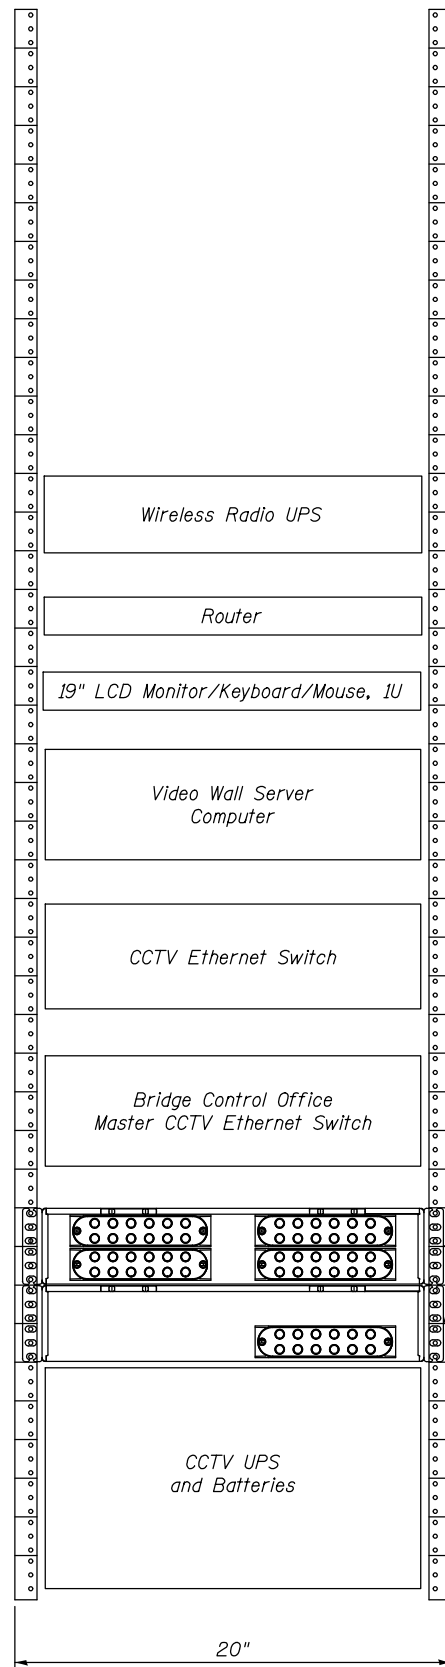 Wireless Radio UPS
Router
19" LCD Monitor/Keyboard/Mouse, 1U
Video Wall Server
Computer
CCTV Ethernet Switch
Bridge Control Office
Master CCTV Ethernet Switch
CCTV UPS
and Batteries
20"